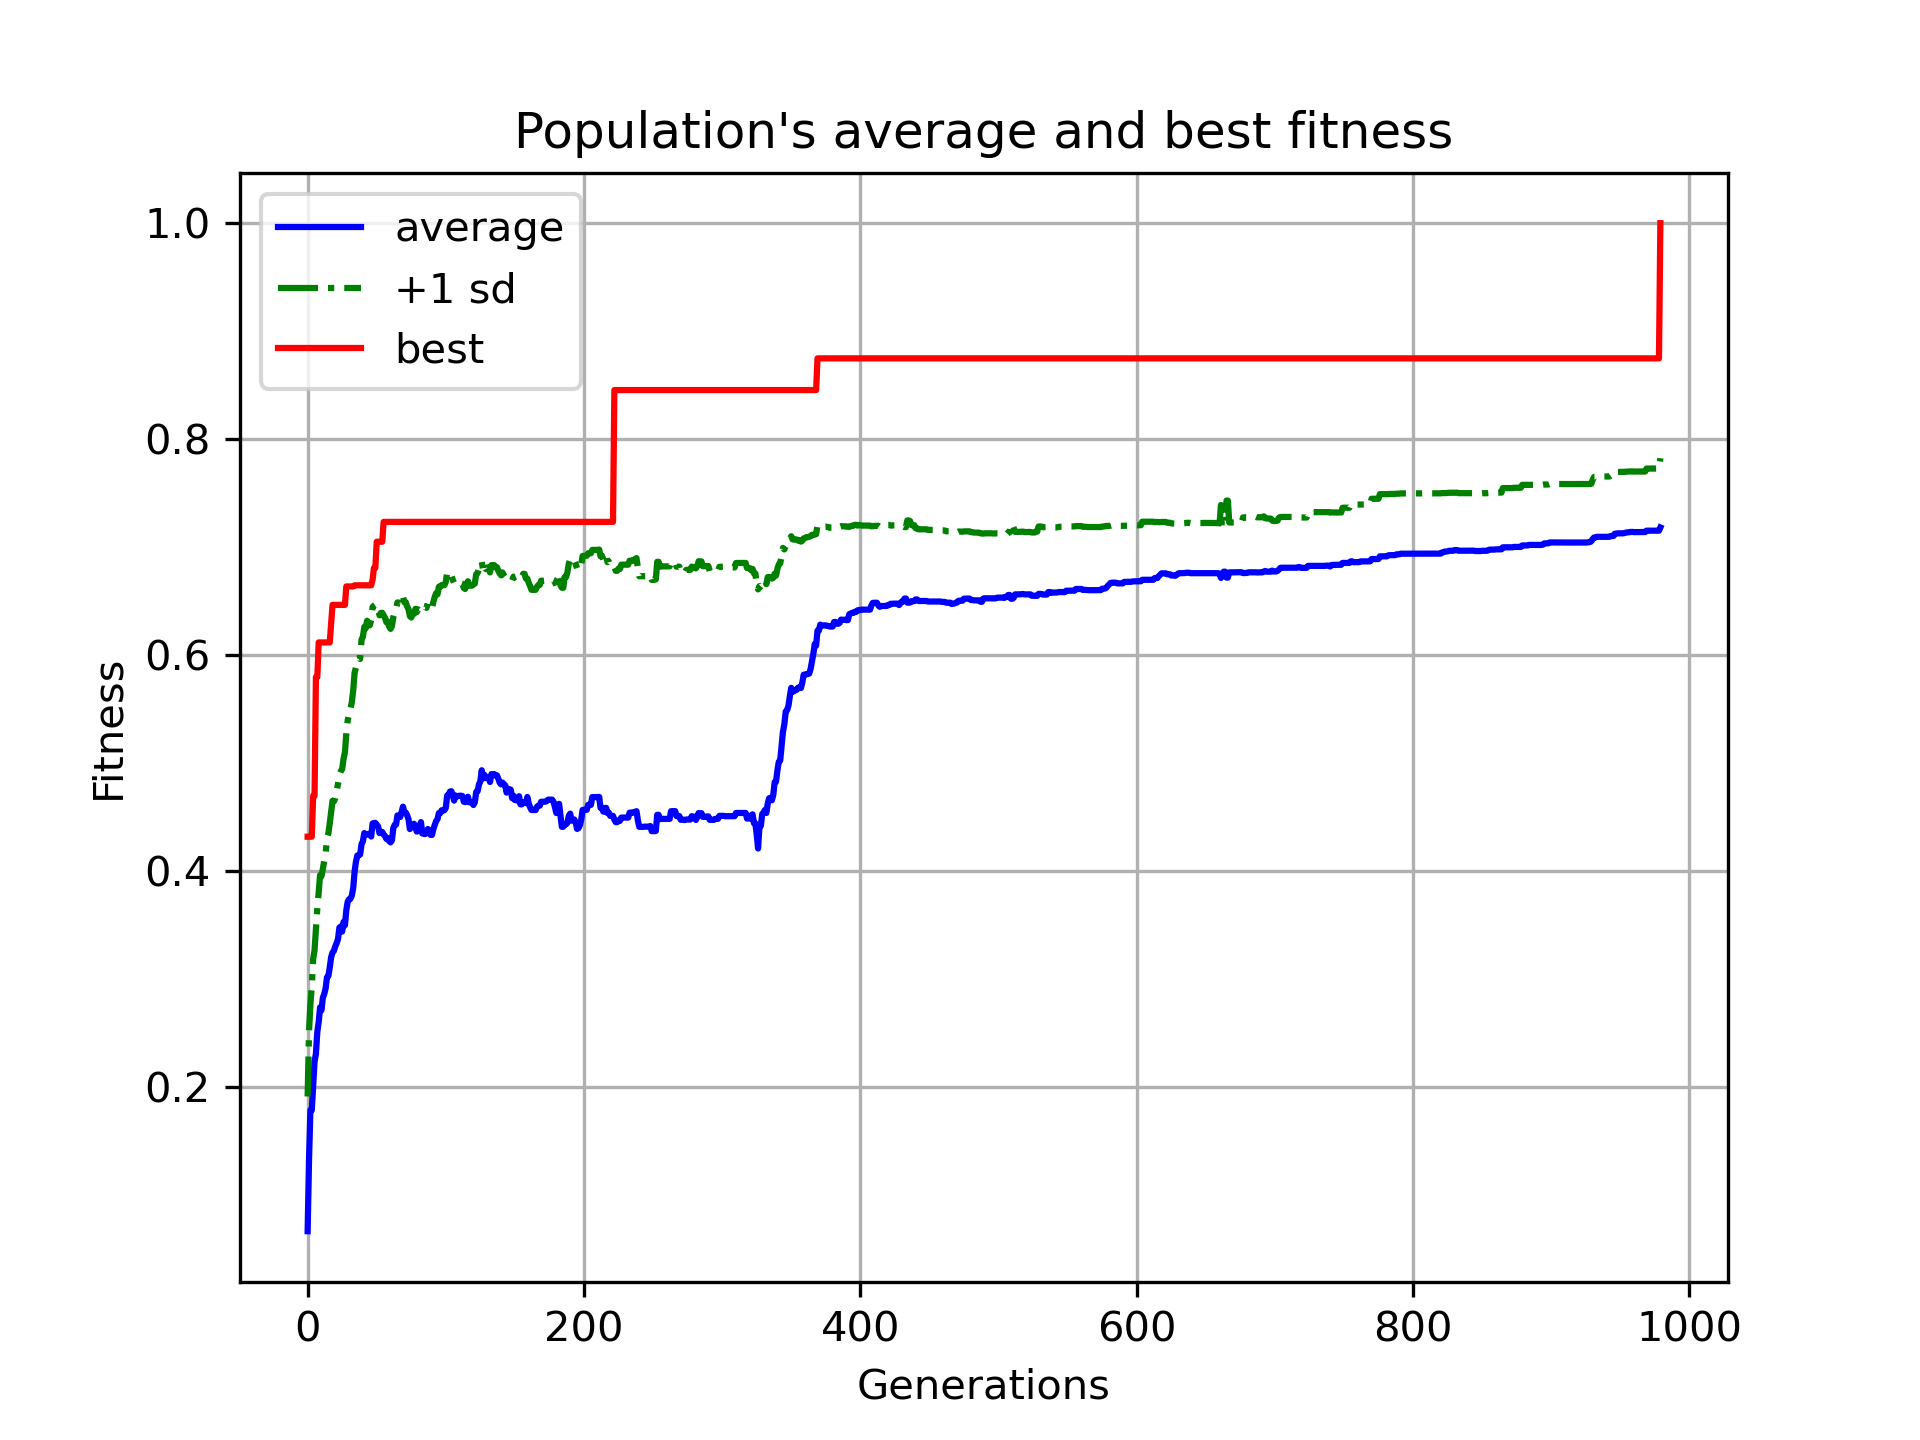 Population's average and best fitness
average
+1 sd
best
1.0
0.8
0.6
0.4
0.2
Fitness
0 200 400 600 800 1000
Generations